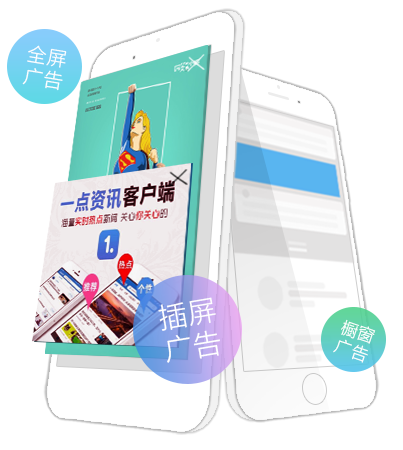 全屏
广告
一点资讯客户端
海量实时热点新闻 关心你关心的
1.
热点
推荐
个性
插屏
广告
橱窗
广告